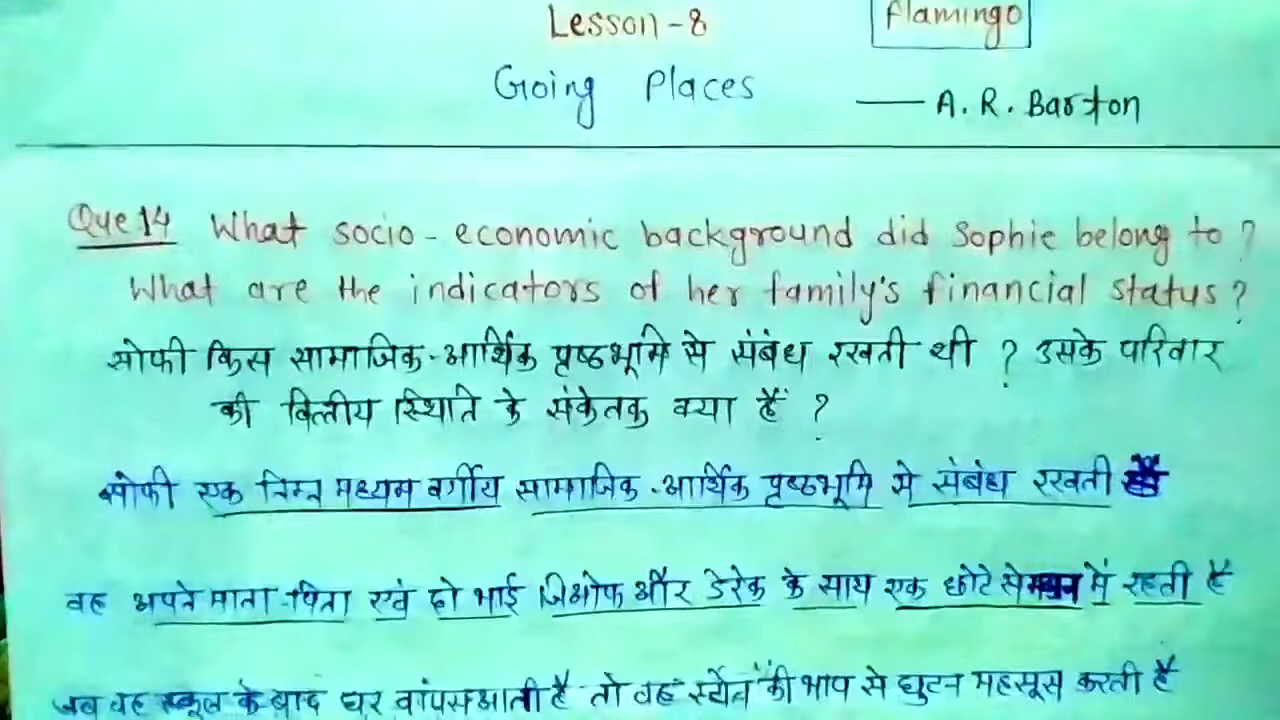 Lesson-8
Flamingo
Going Places
— A. R. Barton
Que 14 What socio-economic background did Sophie belong to?
What are the indicators of her family's financial status?
सोफी किस सामाजिक-आर्थिक पृष्ठभूमि से संबंध रखती थी ? उसके परिवार
की वित्तीय स्थिति के संकेतक क्या हैं ?
सोफी एक निम्न मध्यम वर्गीय सामाजिक-आर्थिक पृष्ठभूमि से संबंध रखती
वह अपने माता-पिता एवं दो भाई जिओफ और डेरेक के साथ एक छोटे से में रहती है
जब वह स्कूल के बाद घर वापस आती है तो वह की भाप से घुटन महसूस करती है